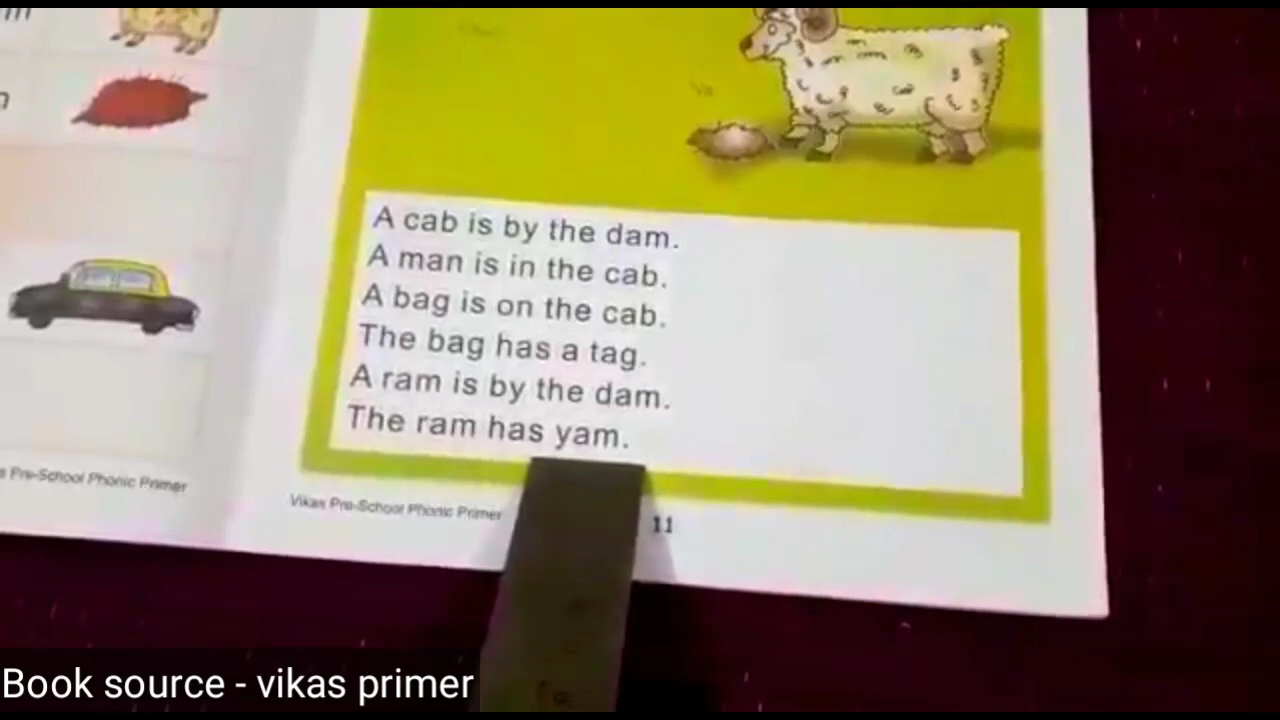 A cab is by the dam.
A man is in the cab.
A bag is on the cab.
The bag has a tag.
A ram is by the dam.
The ram has yam.
Pre-School Phonic Primer
Vikas Pre-School Phonic Primer
11
Book source - vikas primer